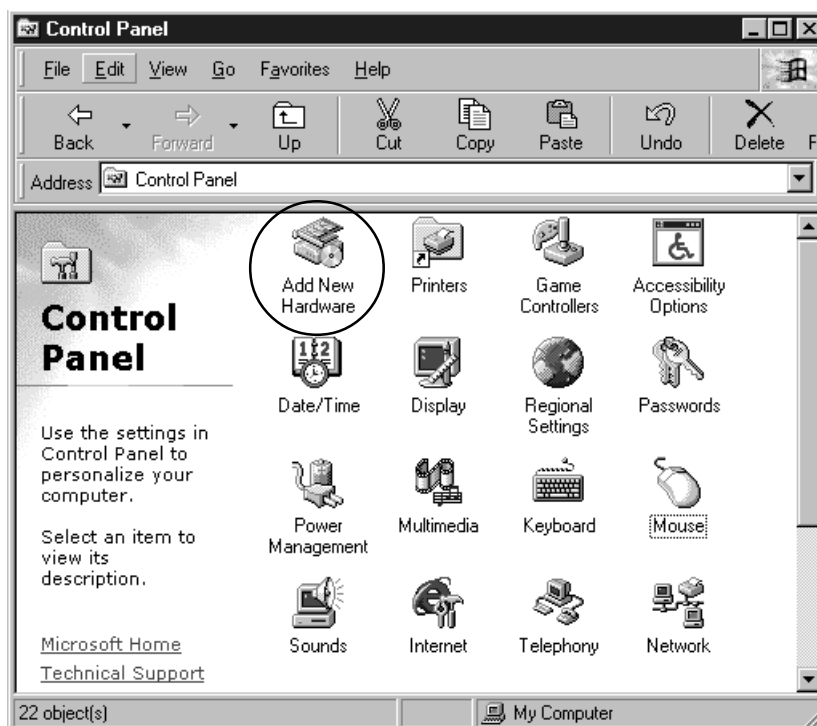 Control Panel
File Edit View Go Favorites Help
Back Forward Up Cut Copy Paste Undo Delete F
Address Control Panel
Control
Panel
Use the settings in
Control Panel to
personalize your
computer.
Select an item to
view its
description.
Microsoft Home
Technical Support
Add New
Hardware
Printers
Game
Controllers
Accessibility
Options
Date/Time
Display
Regional
Settings
Passwords
Power
Management
Multimedia
Keyboard
Mouse
Sounds
Internet
Telephony
Network
22 object(s) My Computer